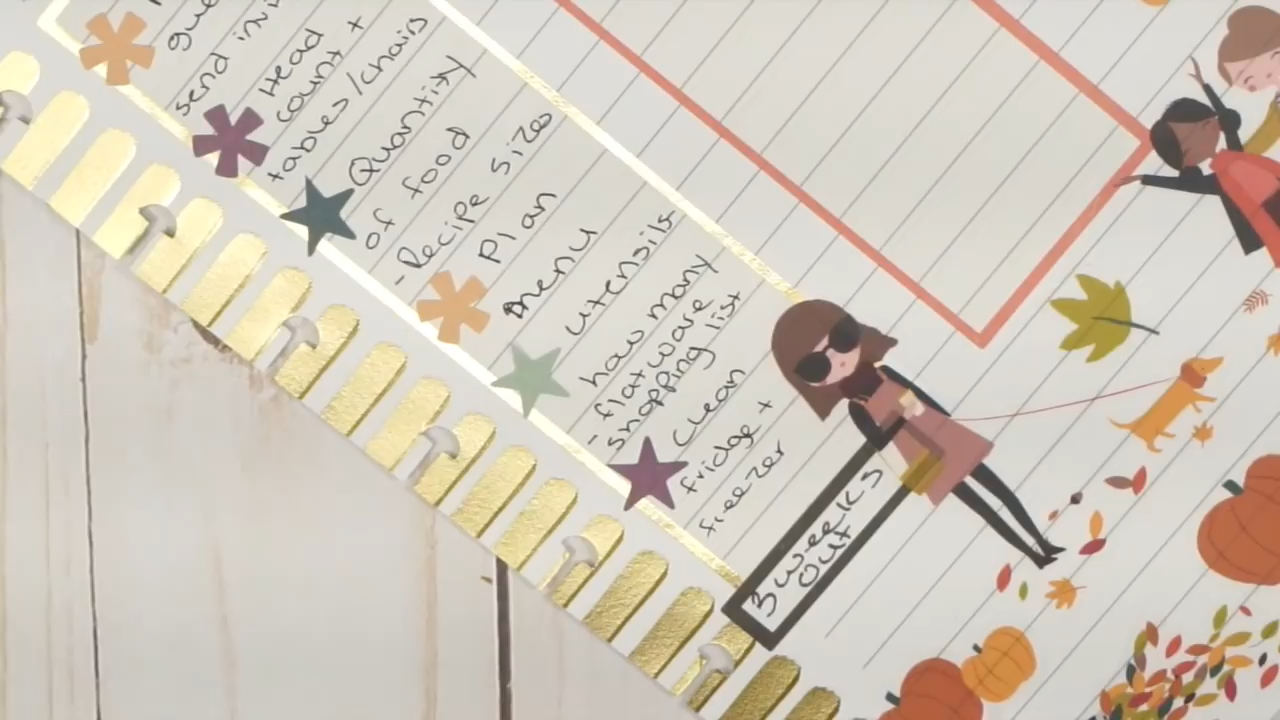 gue
send invi
Head
count +
tables/chairs
Quantity
of food
- Recipe sizes
Plan
menu
utensils
- how many
flatware
shopping list
Clean
fridge +
freezer
3 weeks
out